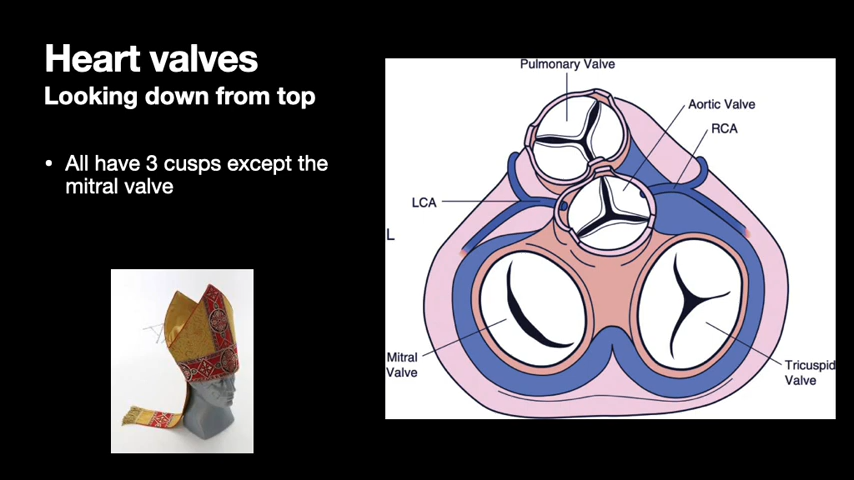 Heart valves
Looking down from top
• All have 3 cusps except the
mitral valve
Pulmonary Valve
Aortic Valve
RCA
LCA
L
Mitral
Valve
Tricuspid
Valve